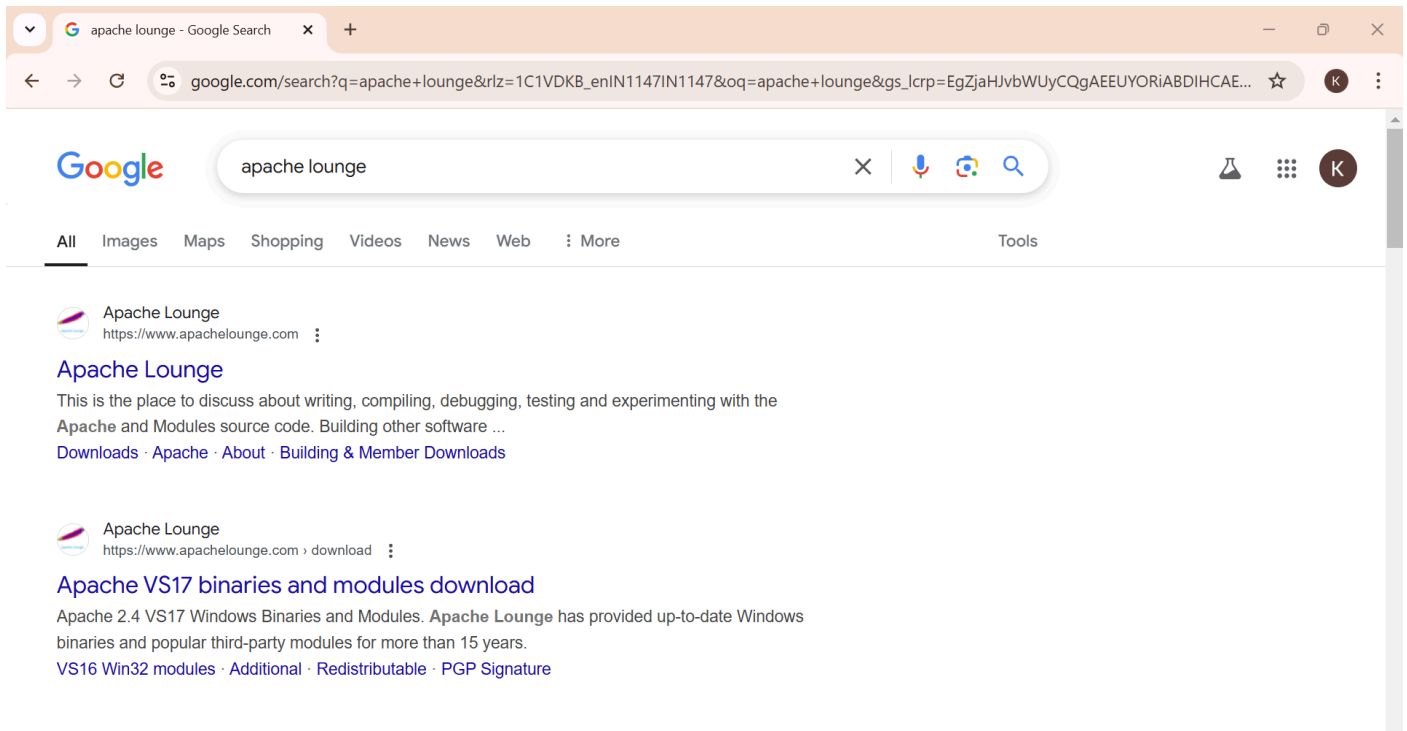 apache lounge - Google Search
google.com/search?q=apache+lounge&rlz=1C1VDKB_enIN1147IN1147&oq=apache+lounge&gs_lcrp=EgZjaHJvbWUyCQgAEEUYORiABDIHCAE... K
Google apache lounge K
All Images Maps Shopping Videos News Web More Tools
Apache Lounge
https://www.apachelounge.com
Apache Lounge
This is the place to discuss about writing, compiling, debugging, testing and experimenting with the
Apache and Modules source code. Building other software ...
Downloads · Apache · About · Building & Member Downloads
Apache Lounge
https://www.apachelounge.com › download
Apache VS17 binaries and modules download
Apache 2.4 VS17 Windows Binaries and Modules. Apache Lounge has provided up-to-date Windows
binaries and popular third-party modules for more than 15 years.
VS16 Win32 modules · Additional · Redistributable · PGP Signature